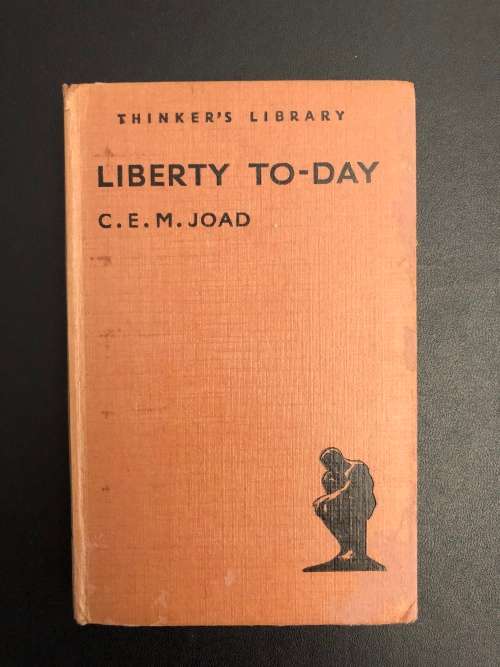 THINKER'S LIBRARY
LIBERTY TO-DAY
C. E. M. JOAD